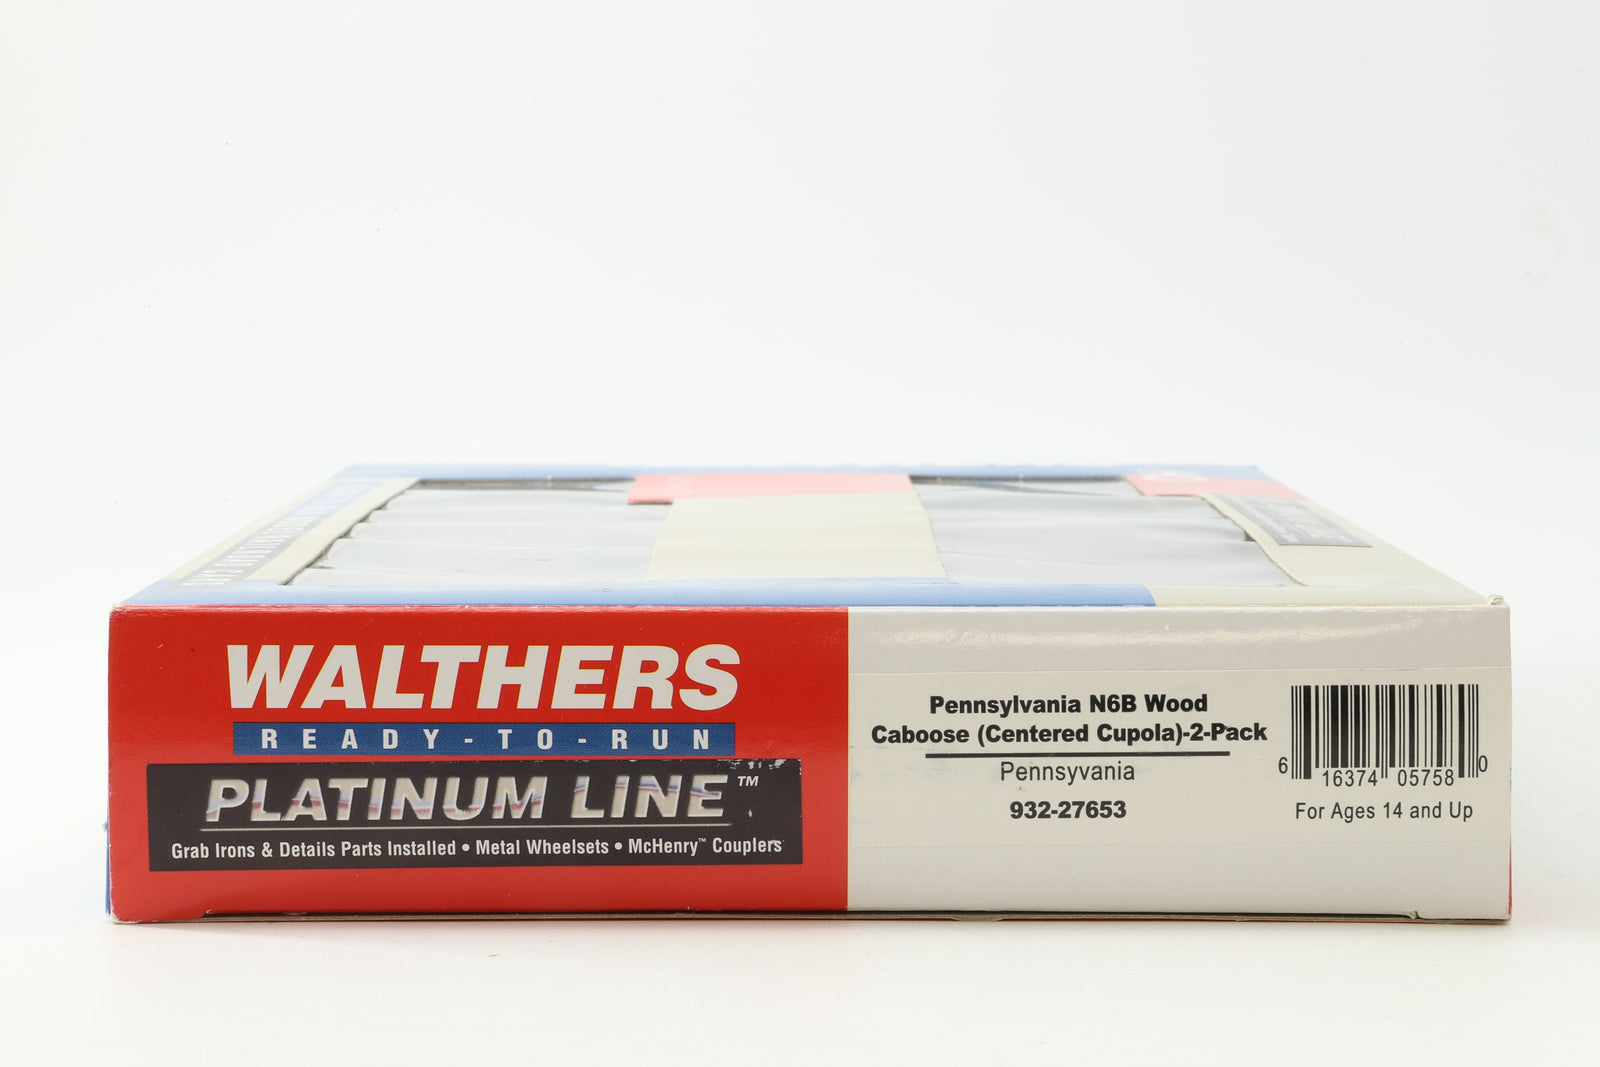 WALTHERS
READY-TO-RUN
PLATINUM LINE™
Grab Irons & Details Parts Installed • Metal Wheelsets • McHenry™ Couplers
Pennsylvania N6B Wood
Caboose (Centered Cupola)-2-Pack
Pennsyvania
932-27653
6 16374 05758 0
For Ages 14 and Up